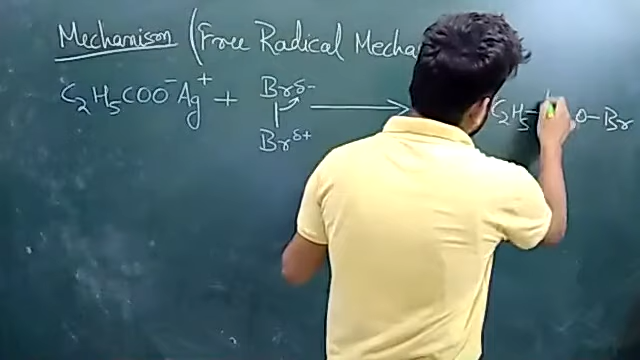 Mechanism (Free Radical Mecha
C₂H₅COO⁻Ag⁺ + Brδ- → C₂H₅- O-Br
Brδ+